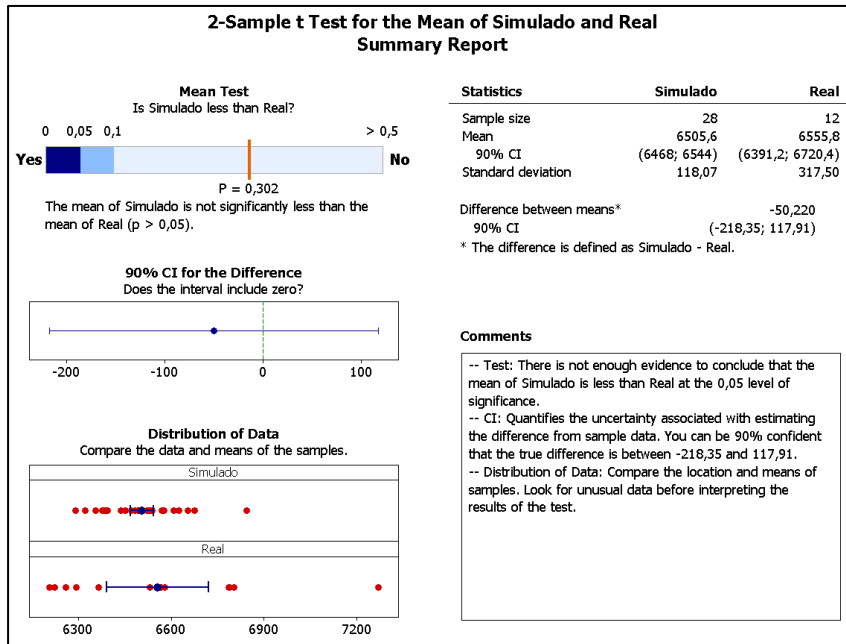 2-Sample t Test for the Mean of Simulado and Real
Summary Report
Mean Test
Is Simulado less than Real?
0 0,05 0,1 > 0,5
Yes No
P = 0,302
The mean of Simulado is not significantly less than the
mean of Real (p > 0,05).
90% CI for the Difference
Does the interval include zero?
-200 -100 0 100
Distribution of Data
Compare the data and means of the samples.
Simulado
Real
6300 6600 6900 7200
Statistics Simulado Real
Sample size 28 12
Mean 6505,6 6555,8
90% CI (6468; 6544) (6391,2; 6720,4)
Standard deviation 118,07 317,50
Difference between means* -50,220
90% CI (-218,35; 117,91)
* The difference is defined as Simulado - Real.
Comments
-- Test: There is not enough evidence to conclude that the
mean of Simulado is less than Real at the 0,05 level of
significance.
-- CI: Quantifies the uncertainty associated with estimating
the difference from sample data. You can be 90% confident
that the true difference is between -218,35 and 117,91.
-- Distribution of Data: Compare the location and means of
samples. Look for unusual data before interpreting the
results of the test.